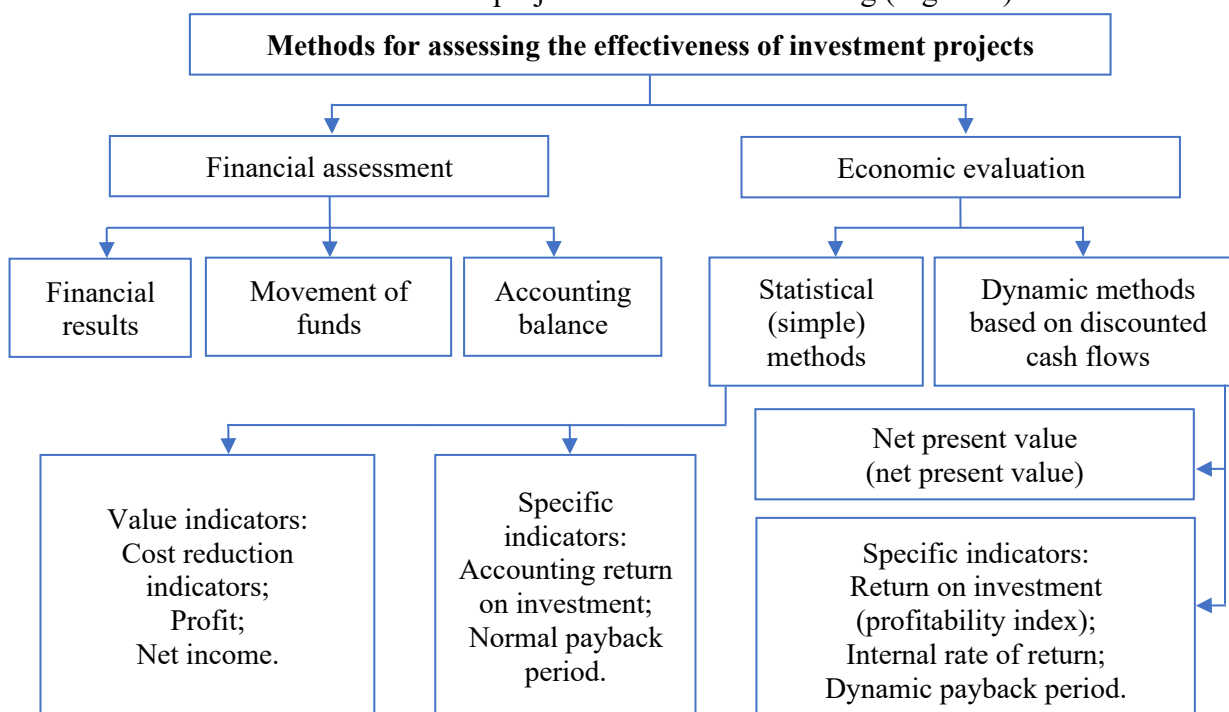 Methods for assessing the effectiveness of investment projects
Financial assessment
Economic evaluation
Financial
results
Movement of
funds
Accounting
balance
Statistical
(simple)
methods
Dynamic methods
based on discounted
cash flows
Net present value
(net present value)
Value indicators:
Cost reduction
indicators;
Profit;
Net income.
Specific
indicators:
Accounting return
on investment;
Normal payback
period.
Specific indicators:
Return on investment
(profitability index);
Internal rate of return;
Dynamic payback period.